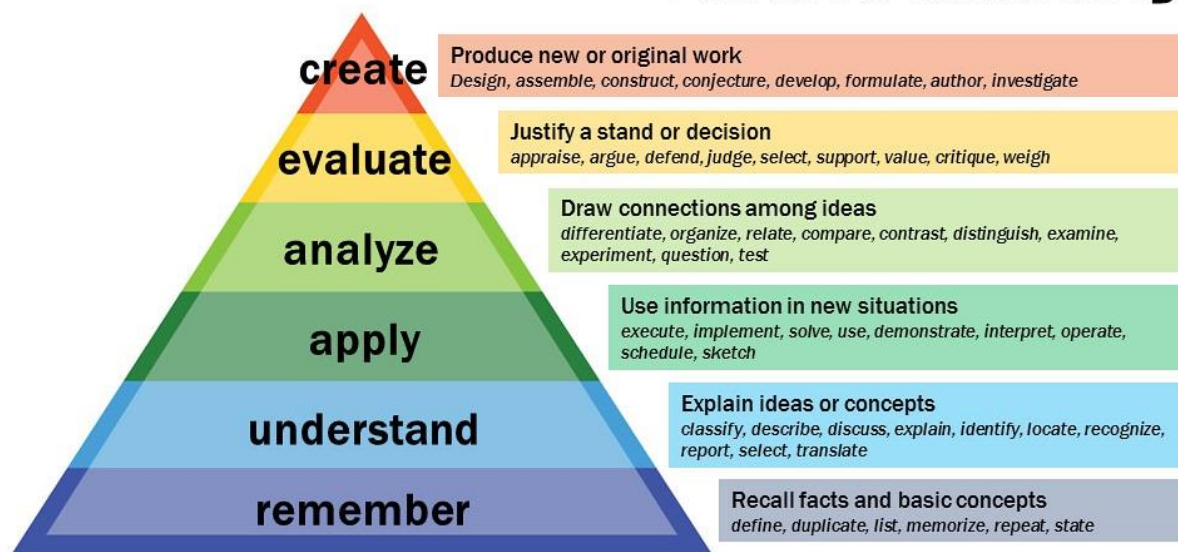 create
Produce new or original work
Design, assemble, construct, conjecture, develop, formulate, author, investigate
evaluate
Justify a stand or decision
appraise, argue, defend, judge, select, support, value, critique, weigh
analyze
Draw connections among ideas
differentiate, organize, relate, compare, contrast, distinguish, examine,
experiment, question, test
apply
Use information in new situations
execute, implement, solve, use, demonstrate, interpret, operate,
schedule, sketch
understand
Explain ideas or concepts
classify, describe, discuss, explain, identify, locate, recognize,
report, select, translate
remember
Recall facts and basic concepts
define, duplicate, list, memorize, repeat, state